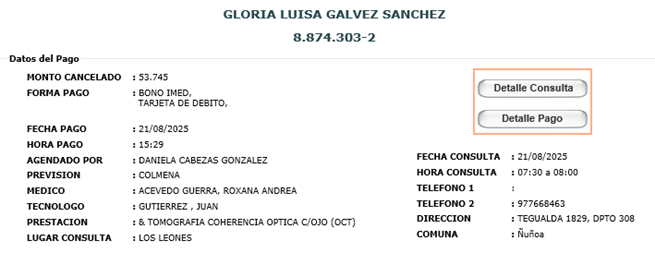 GLORIA LUISA GALVEZ SANCHEZ
8.874.303-2
Datos del Pago
MONTO CANCELADO : 53.745
FORMA PAGO : BONO IMED,
TARJETA DE DEBITO,
FECHA PAGO : 21/08/2025
HORA PAGO : 15:29
AGENDADO POR : DANIELA CABEZAS GONZALEZ
PREVISION : COLMENA
MEDICO : ACEVEDO GUERRA, ROXANA ANDREA
TECNOLOGO : GUTIERREZ , JUAN
PRESTACION : & TOMOGRAFIA COHERENCIA OPTICA C/OJO (OCT)
LUGAR CONSULTA : LOS LEONES
Detalle Consulta
Detalle Pago
FECHA CONSULTA : 21/08/2025
HORA CONSULTA : 07:30 a 08:00
TELEFONO 1 :
TELEFONO 2 : 977668463
DIRECCION : TEGUALDA 1829, DPTO 308
COMUNA : Ñuñoa